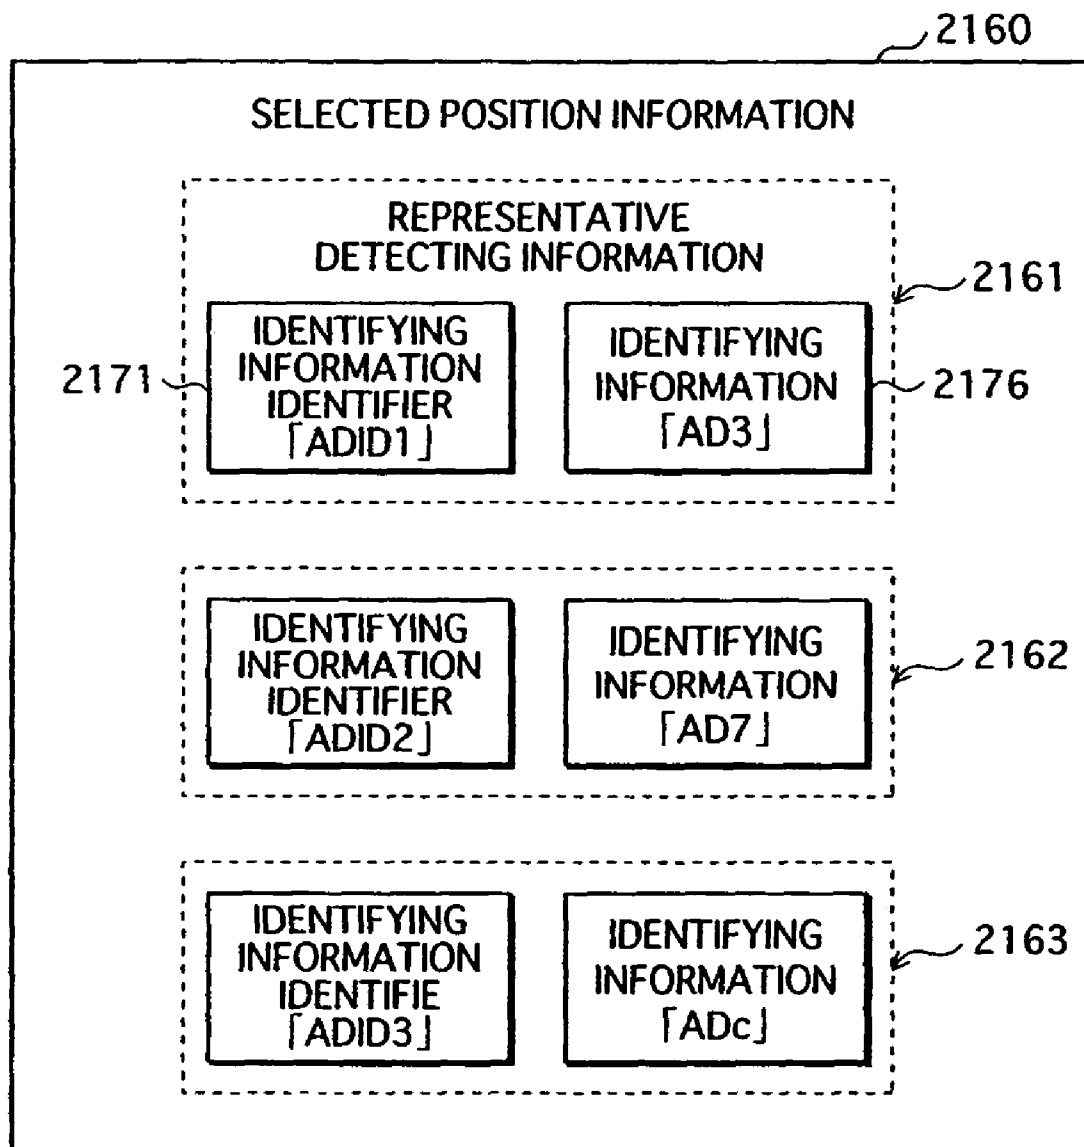 2160
SELECTED POSITION INFORMATION
REPRESENTATIVE
DETECTING INFORMATION
2161
2171
IDENTIFYING
INFORMATION
IDENTIFIER
「ADID1」
IDENTIFYING
INFORMATION
「AD3」
2176
IDENTIFYING
INFORMATION
IDENTIFIER
「ADID2」
IDENTIFYING
INFORMATION
「AD7」
2162
IDENTIFYING
INFORMATION
IDENTIFIE
「ADID3」
IDENTIFYING
INFORMATION
「ADc」
2163